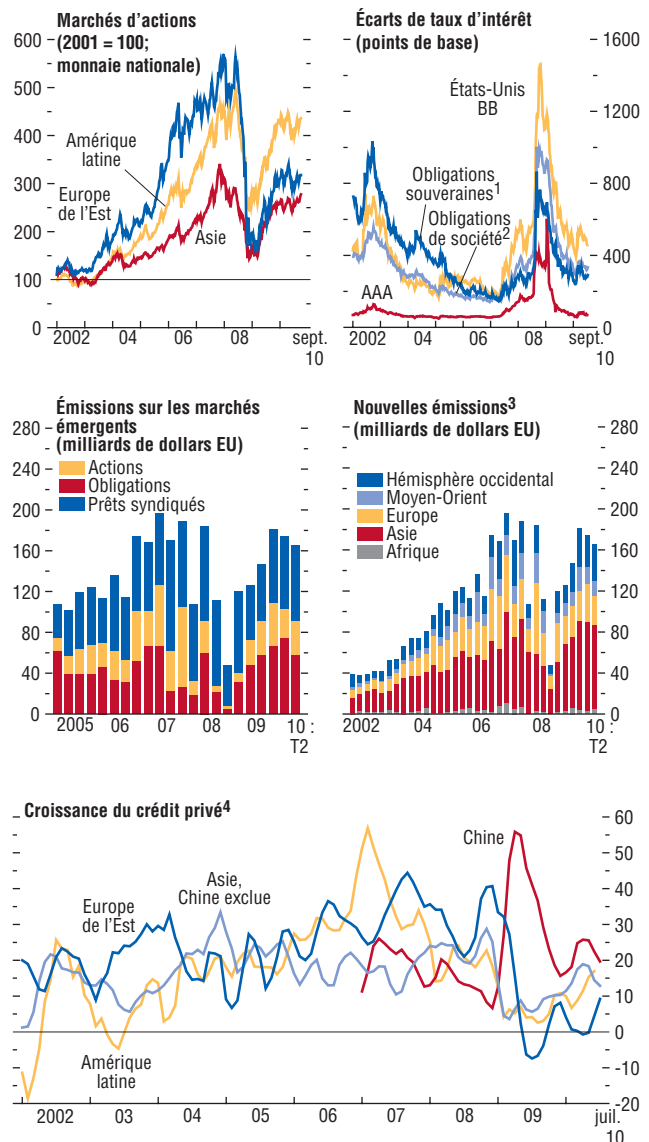 Marchés d'actions
(2001 = 100;
monnaie nationale)
600
500
400
300
200
100
0
Amérique
latine
Europe
de l'Est
Asie
2002
04
06
08
sept.
10
Écarts de taux d'intérêt
(points de base)
1600
1200
800
400
0
États-Unis
BB
Obligations
souveraines¹
Obligations
de société²
AAA
2002
04
06
08
sept.
10
Émissions sur les marchés
émergents
(milliards de dollars EU)
280
240
200
160
120
80
40
0
Actions
Obligations
Prêts syndiqués
2005
06
07
08
09
10 :
T2
Nouvelles émissions³
(milliards de dollars EU)
280
240
200
160
120
80
40
0
Hémisphère occidental
Moyen-Orient
Europe
Asie
Afrique
2002
04
06
08
10 :
T2
Croissance du crédit privé⁴
60
50
40
30
20
10
0
-10
-20
Chine
Asie,
Chine exclue
Europe
de l'Est
Amérique
latine
2002
03
04
05
06
07
08
09
juil.
10